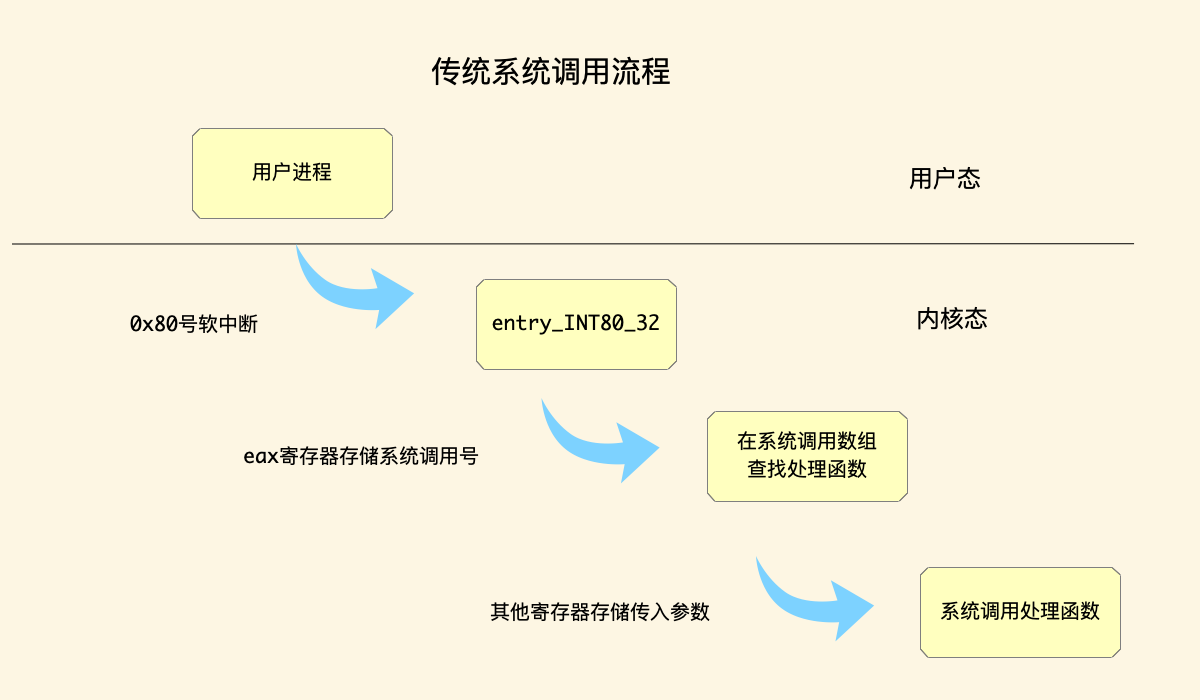 传统系统调用流程
用户进程
用户态
0x80号软中断
entry_INT80_32
内核态
eax寄存器存储系统调用号
在系统调用数组
查找处理函数
其他寄存器存储传入参数
系统调用处理函数